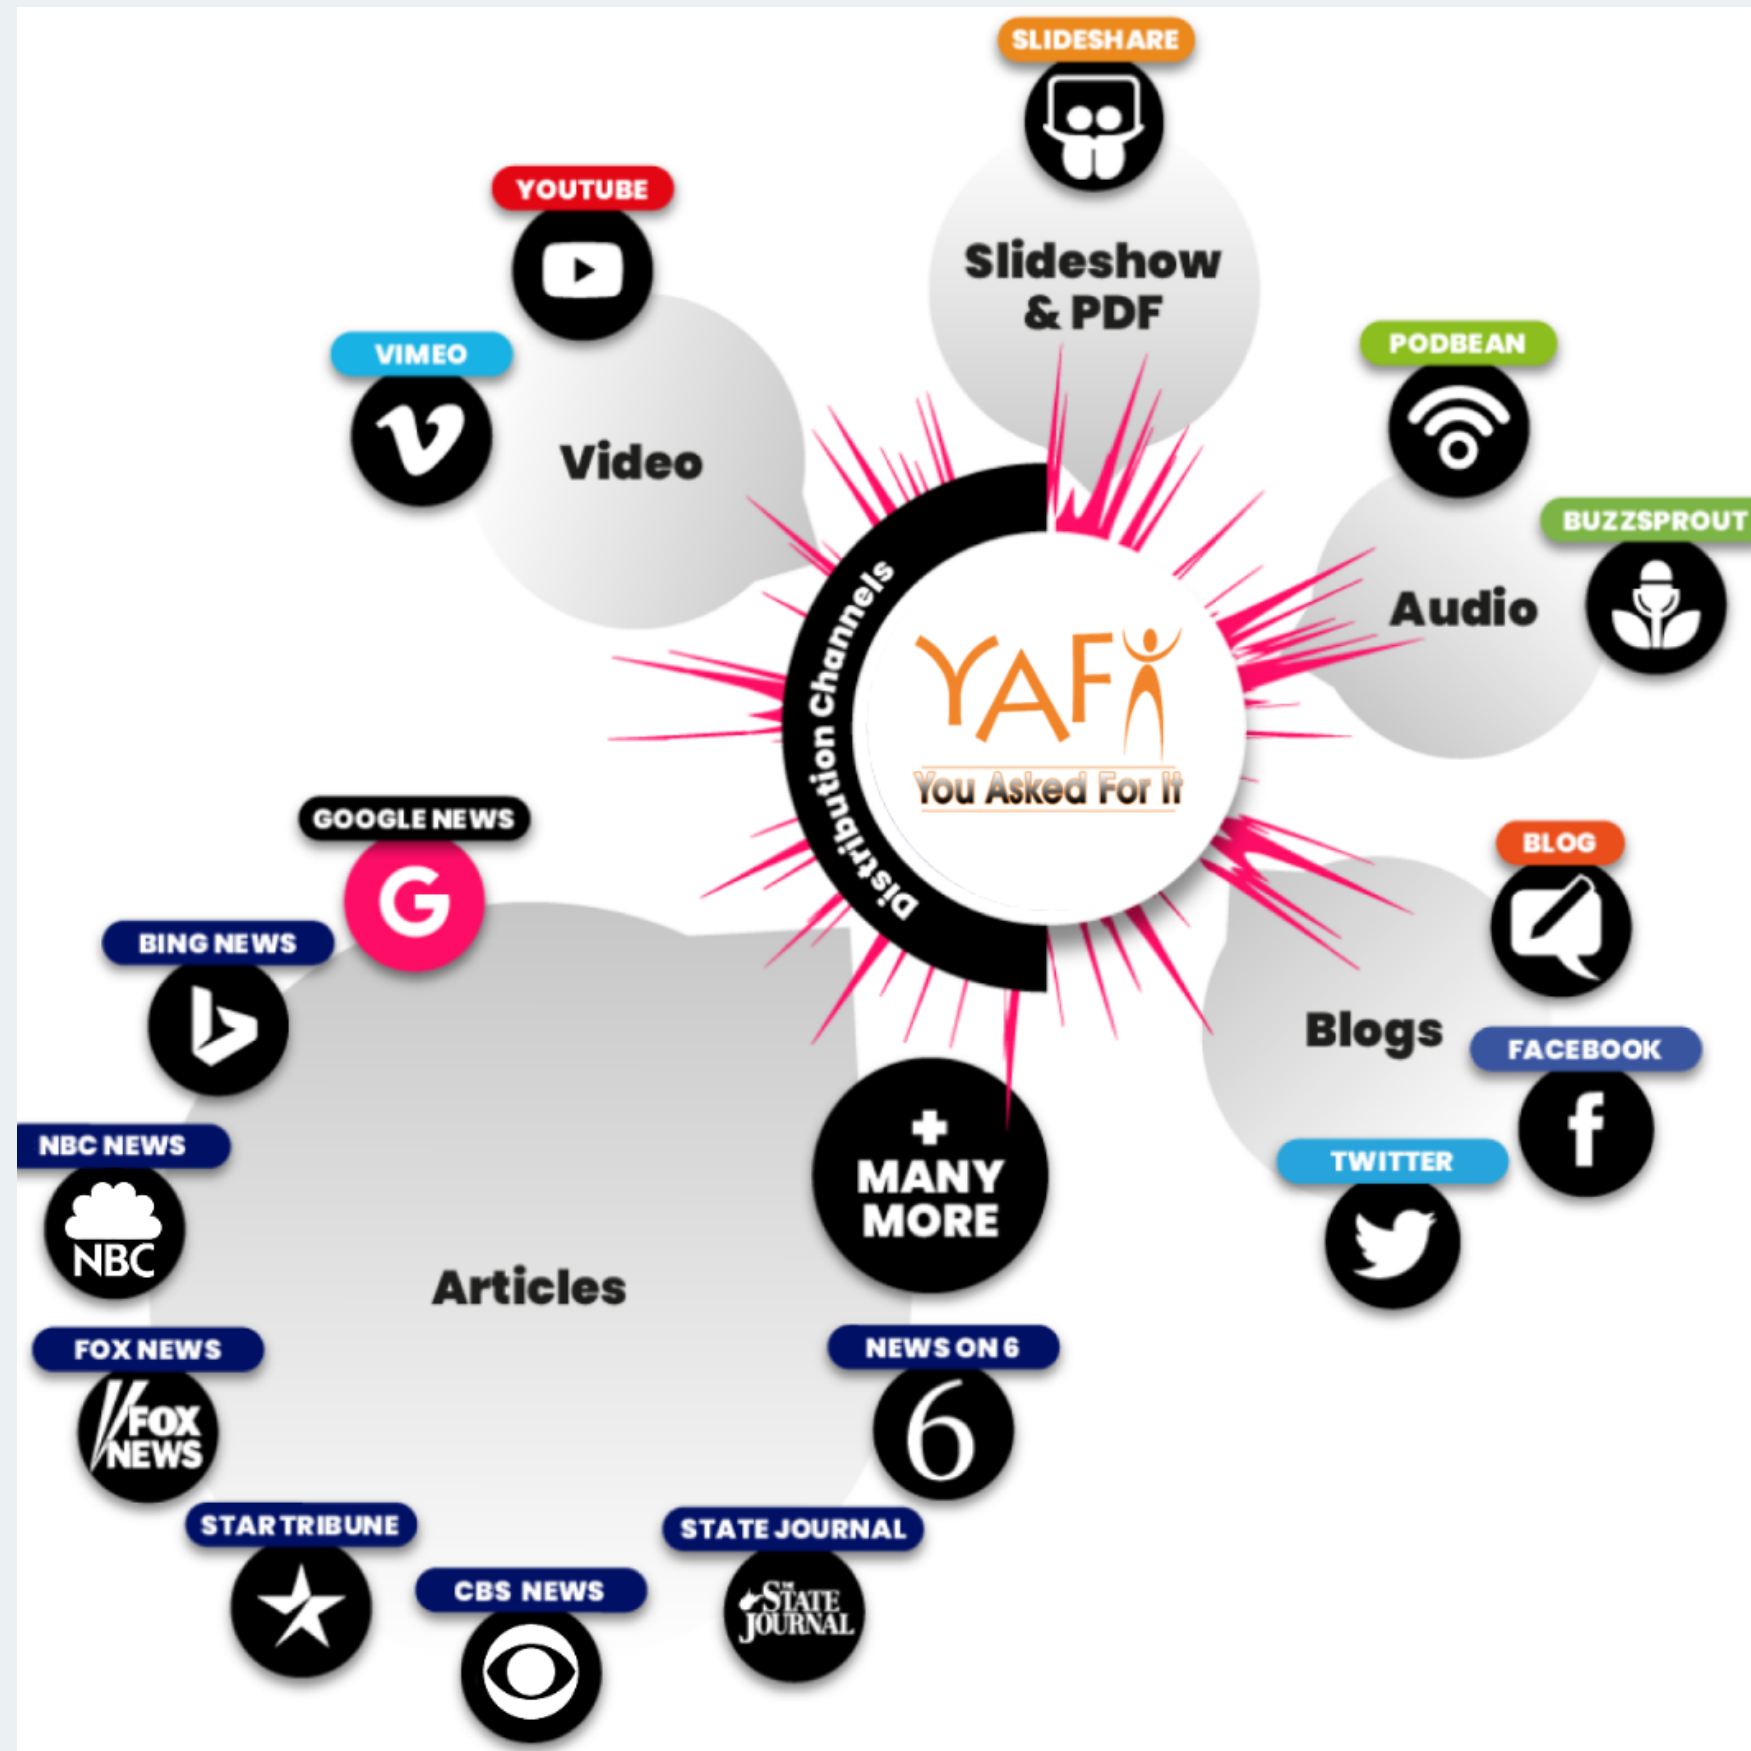 SLIDESHARE
Slideshow
& PDF
YOUTUBE
VIMEO
Video
PODBEAN
BUZZSPROUT
Audio
Distribution Channels
YAFI
You Asked For It
GOOGLE NEWS
G
BING NEWS
NBC NEWS
NBC
FOX NEWS
FOX
NEWS
STARTRIBUNE
CBS NEWS
STATE JOURNAL
THE
STATE
JOURNAL
NEWS ON 6
6
Articles
+
MANY
MORE
BLOG
Blogs
FACEBOOK
f
TWITTER